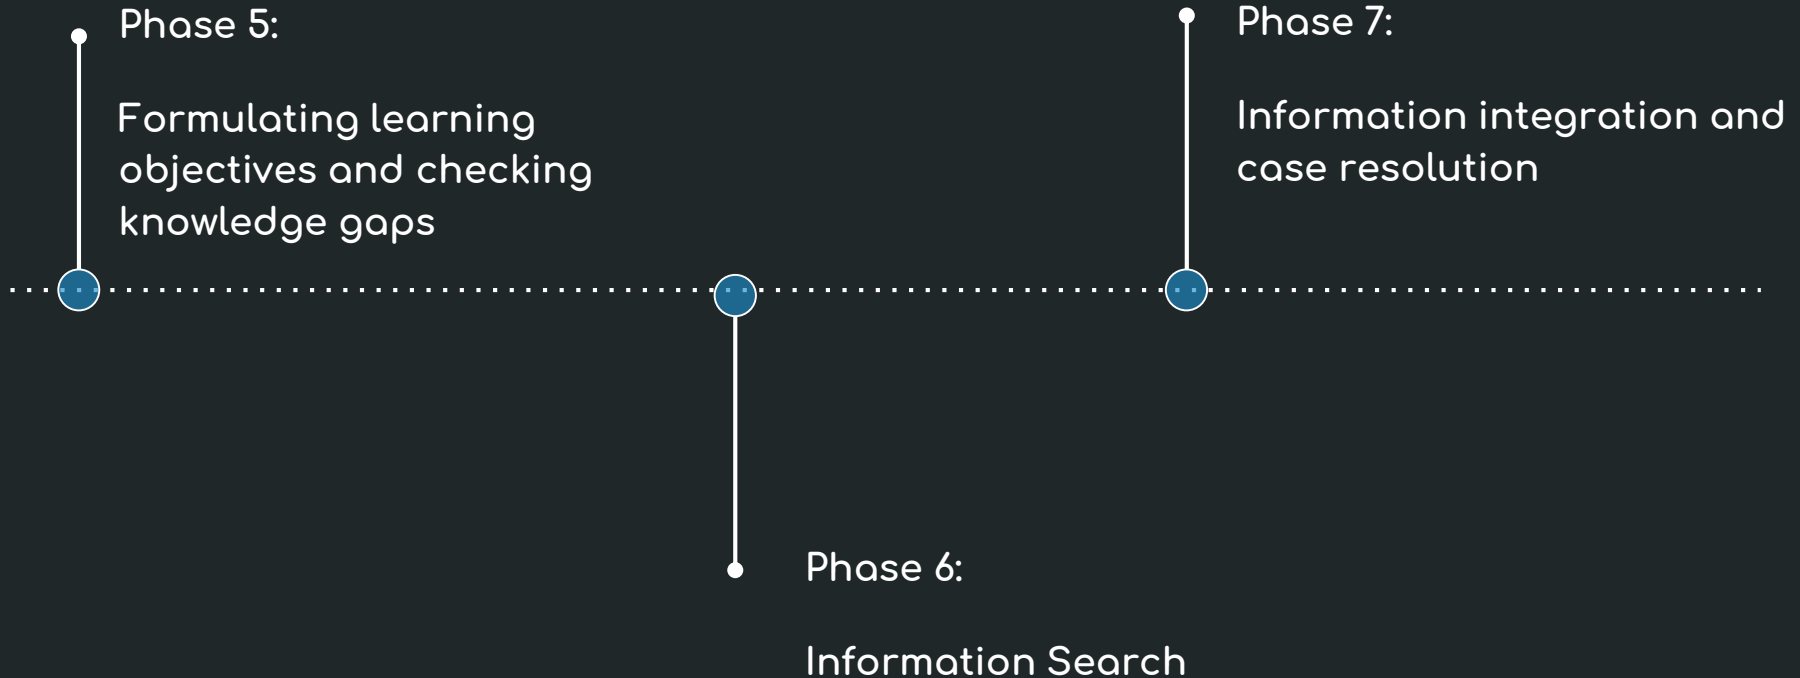 Phase 5:
Formulating learning
objectives and checking
knowledge gaps
Phase 6:
Information Search
Phase 7:
Information integration and
case resolution